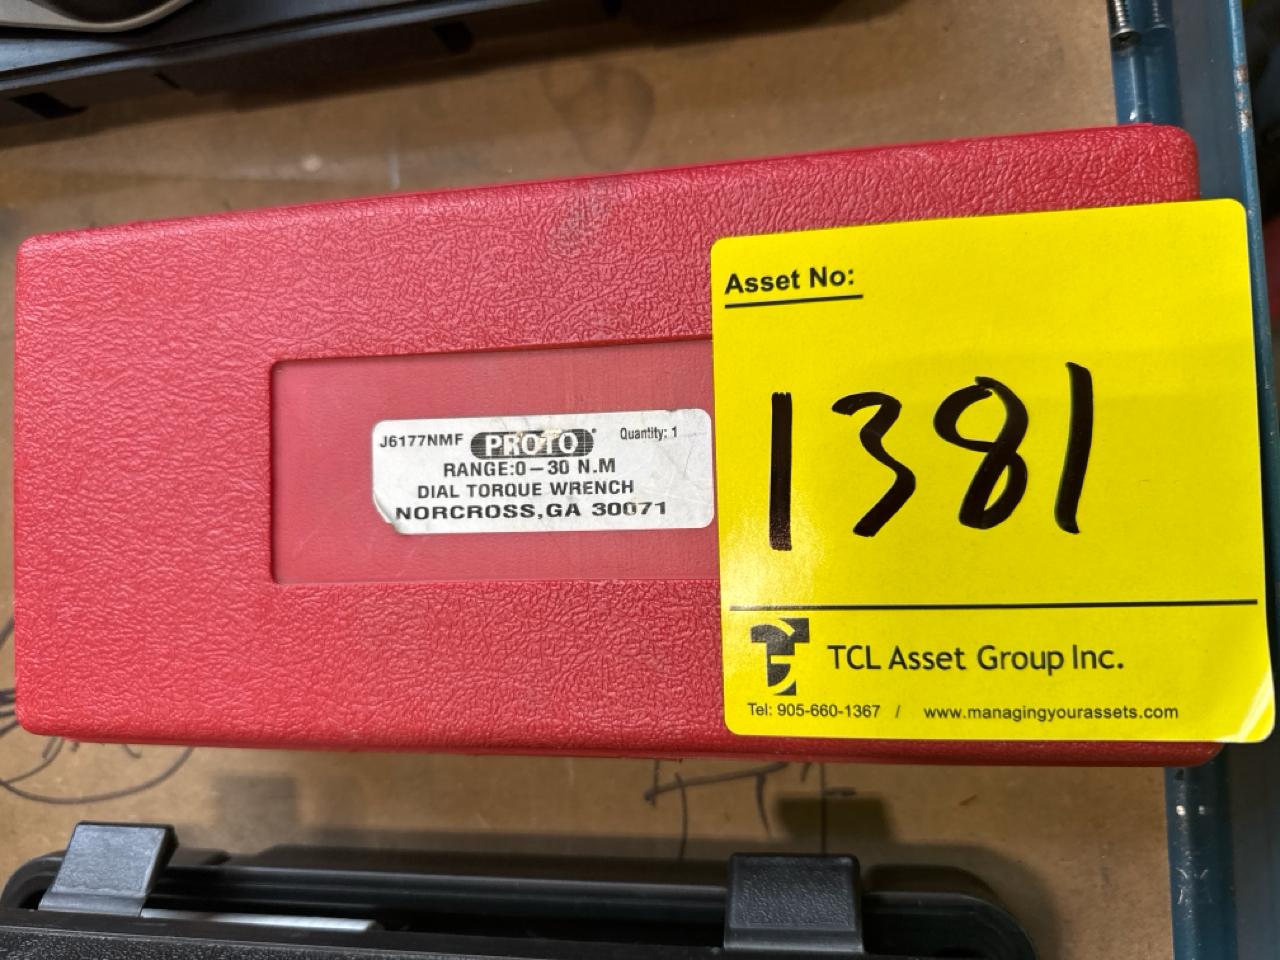 J6177NMF PROTO® Quantity: 1
RANGE:0-30 N.M
DIAL TORQUE WRENCH
NORCROSS,GA 30071
Asset No:
1381
TCL Asset Group Inc.
Tel: 905-660-1367 / www.managingyourassets.com